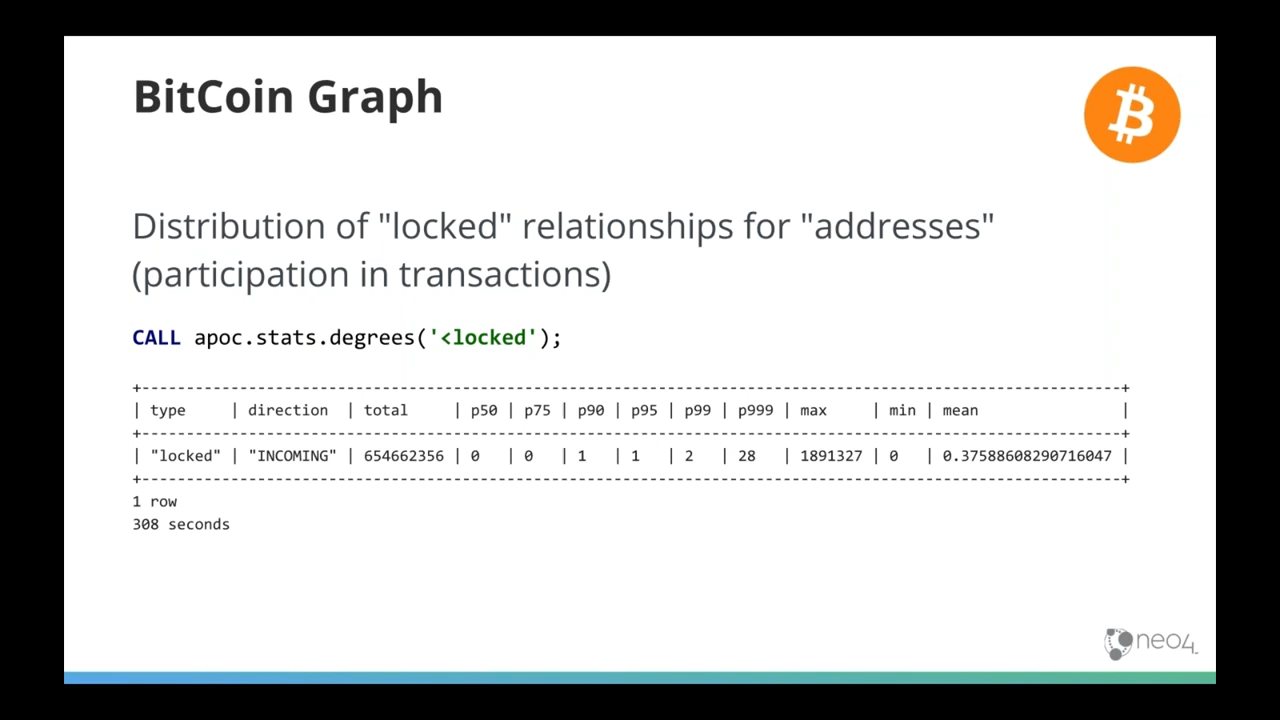 BitCoin Graph
Distribution of "locked" relationships for "addresses"
(participation in transactions)
CALL apoc.stats.degrees('<locked');
+-------------------------------------------------------------------------------------------------------------+
| type | direction | total | p50 | p75 | p90 | p95 | p99 | p999 | max | min | mean |
+-------------------------------------------------------------------------------------------------------------+
| "locked" | "INCOMING" | 654662356 | 0 | 0 | 1 | 1 | 2 | 28 | 1891327 | 0 | 0.37588608290716047 |
+-------------------------------------------------------------------------------------------------------------+
1 row
308 seconds
neo4j